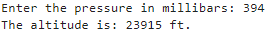 Enter the pressure in millibars: 394
The altitude is: 23915 ft.